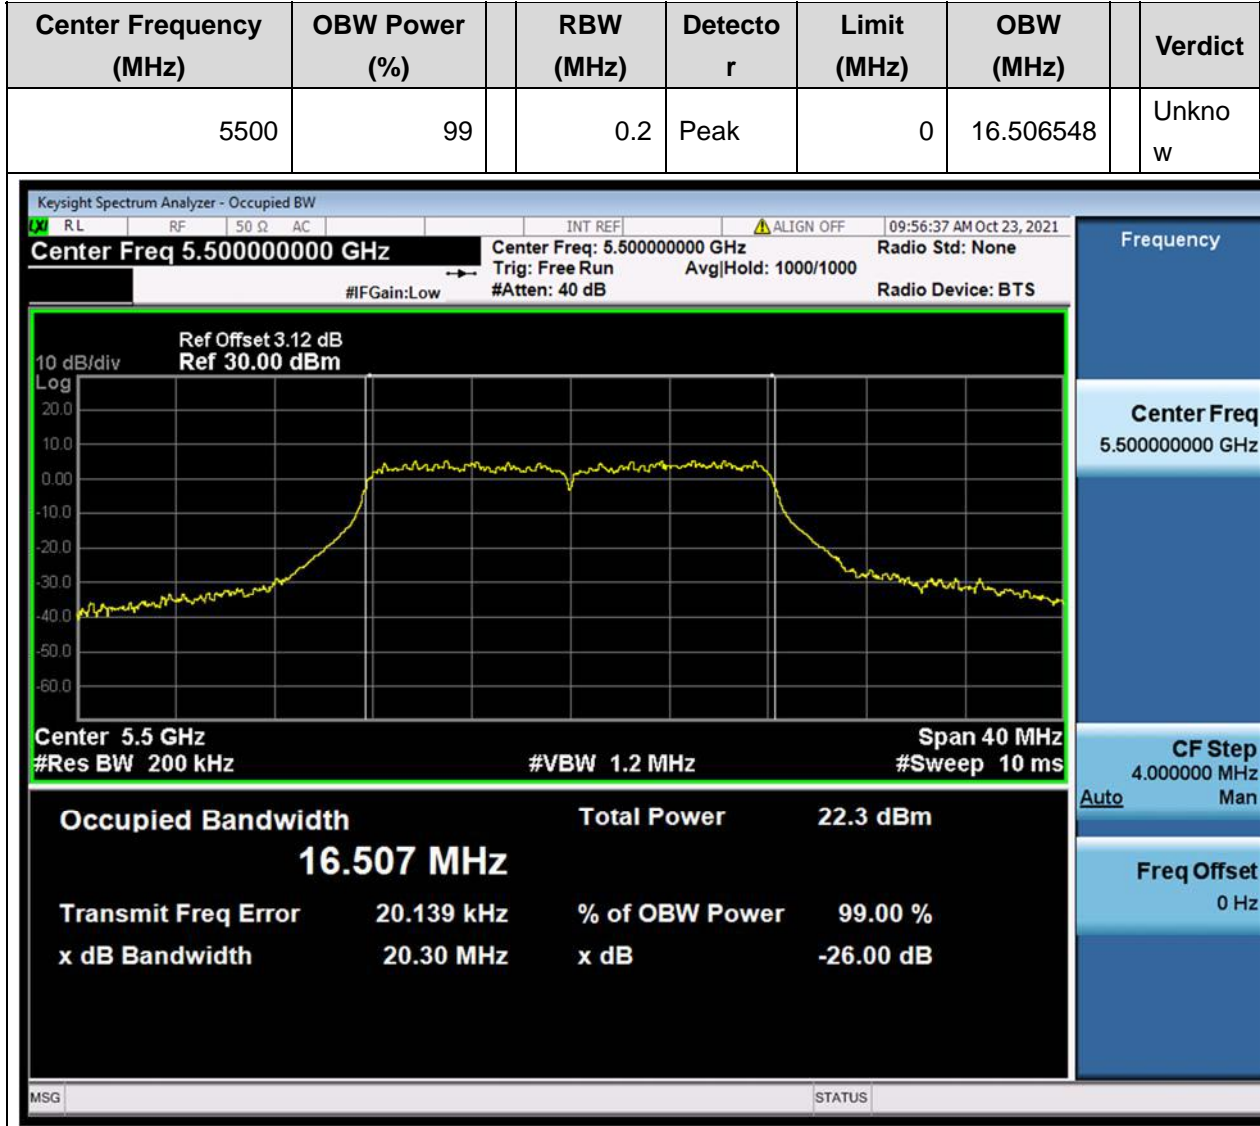 Center Frequency (MHz) OBW Power (%) RBW (MHz) Detecto r Limit (MHz) OBW (MHz) Verdict
5500 99 0.2 Peak 0 16.506548 Unkno w
Keysight Spectrum Analyzer - Occupied BW
LXI RL RF 50 Ω AC INT REF ALIGN OFF 09:56:37 AM Oct 23, 2021
Center Freq 5.500000000 GHz
#IFGain:Low
Center Freq: 5.500000000 GHz
Trig: Free Run Avg|Hold: 1000/1000
#Atten: 40 dB
Radio Std: None
Radio Device: BTS
Ref Offset 3.12 dB
10 dB/div Ref 30.00 dBm
Log
20.0
10.0
0.00
-10.0
-20.0
-30.0
-40.0
-50.0
-60.0
Center 5.5 GHz Span 40 MHz
#Res BW 200 kHz #VBW 1.2 MHz #Sweep 10 ms
Occupied Bandwidth Total Power 22.3 dBm
16.507 MHz
Transmit Freq Error 20.139 kHz % of OBW Power 99.00 %
x dB Bandwidth 20.30 MHz x dB -26.00 dB
MSG STATUS
Frequency
Center Freq
5.500000000 GHz
CF Step
4.000000 MHz
Auto Man
Freq Offset
0 Hz